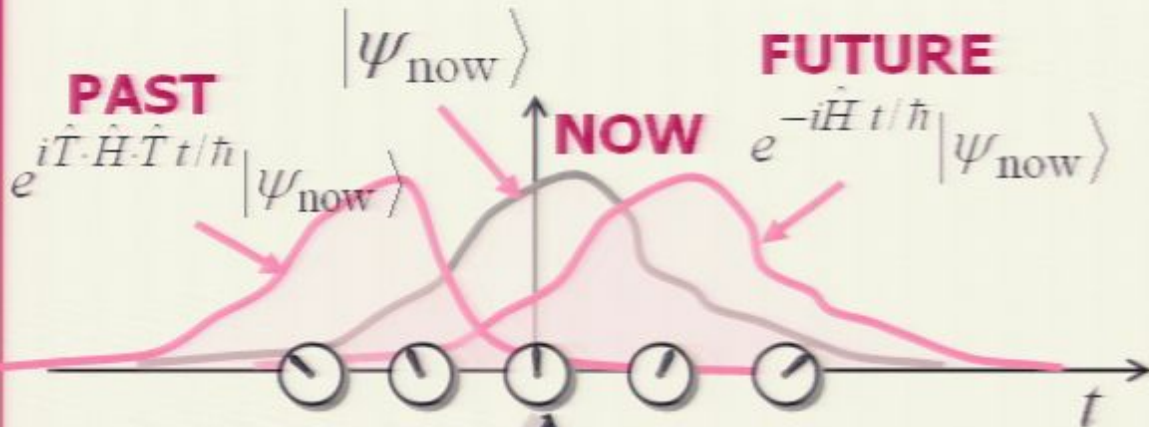 PAST
e^{iT̂·Ĥ·T̂ t/ħ}|ψ_now⟩
|ψ_now⟩
NOW
FUTURE
e^{-iĤ t/ħ}|ψ_now⟩
t